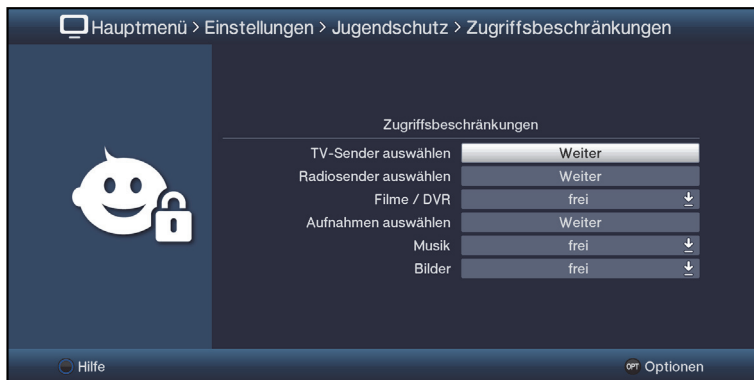 Hauptmenü > Einstellungen > Jugendschutz > Zugriffsbeschränkungen
Zugriffsbeschränkungen
TV-Sender auswählen Weiter
Radiosender auswählen Weiter
Filme / DVR frei
Aufnahmen auswählen Weiter
Musik frei
Bilder frei
Hilfe OPT Optionen